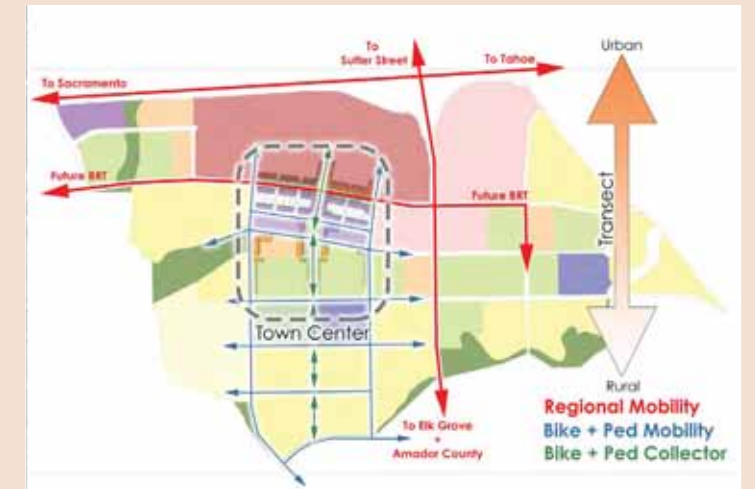 To
Sutter Street
To Tahoe
Urban
To Sacramento
Future BRT
Future BRT
Transect
Town Center
Rural
To Elk Grove
+
Amador County
Regional Mobility
Bike + Ped Mobility
Bike + Ped Collector